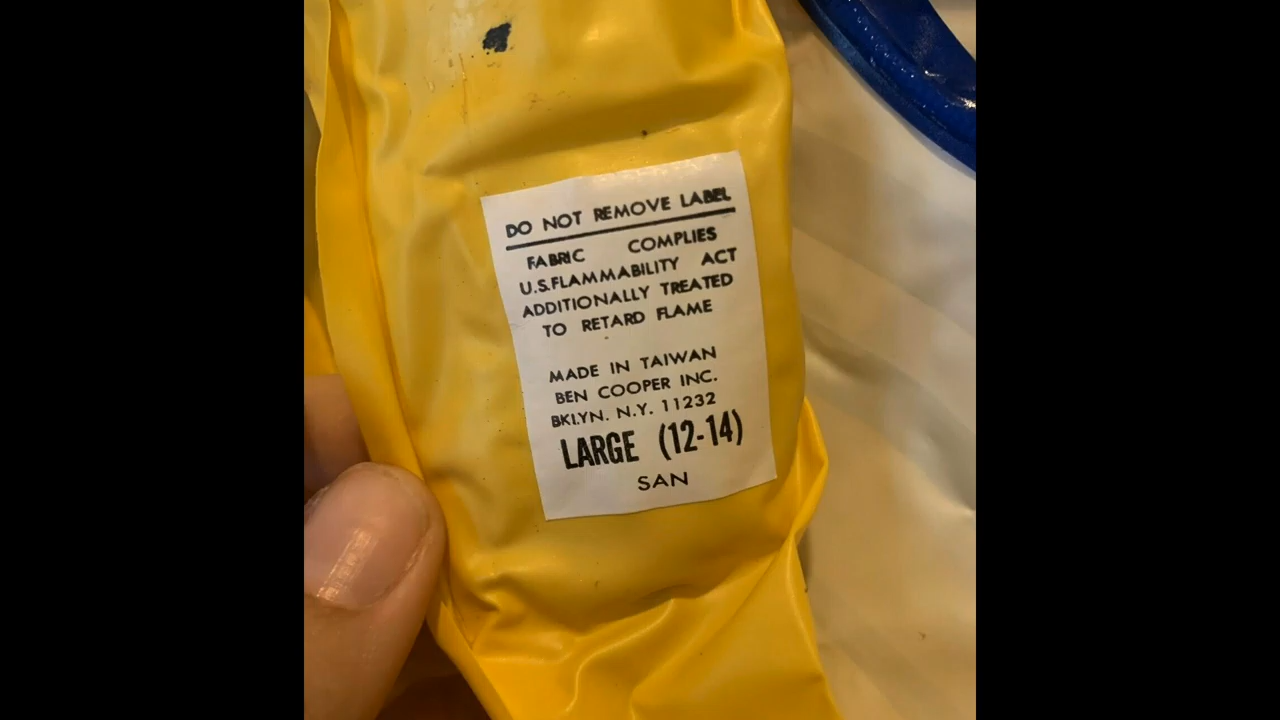 DO NOT REMOVE LABEL
FABRIC COMPLIES
U.S.FLAMMABILITY ACT
ADDITIONALLY TREATED
TO RETARD FLAME
MADE IN TAIWAN
BEN COOPER INC.
BKLYN. N.Y. 11232
LARGE (12-14)
SAN